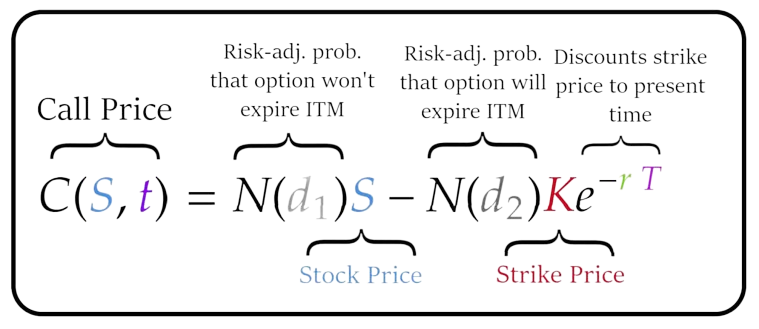 Risk-adj. prob.
that option won't
expire ITM
Risk-adj. prob.
that option will
expire ITM
Discounts strike
price to present
time
Call Price
C(S, t) = N(d₁)S − N(d₂)Ke⁻ʳ ᵀ
Stock Price
Strike Price